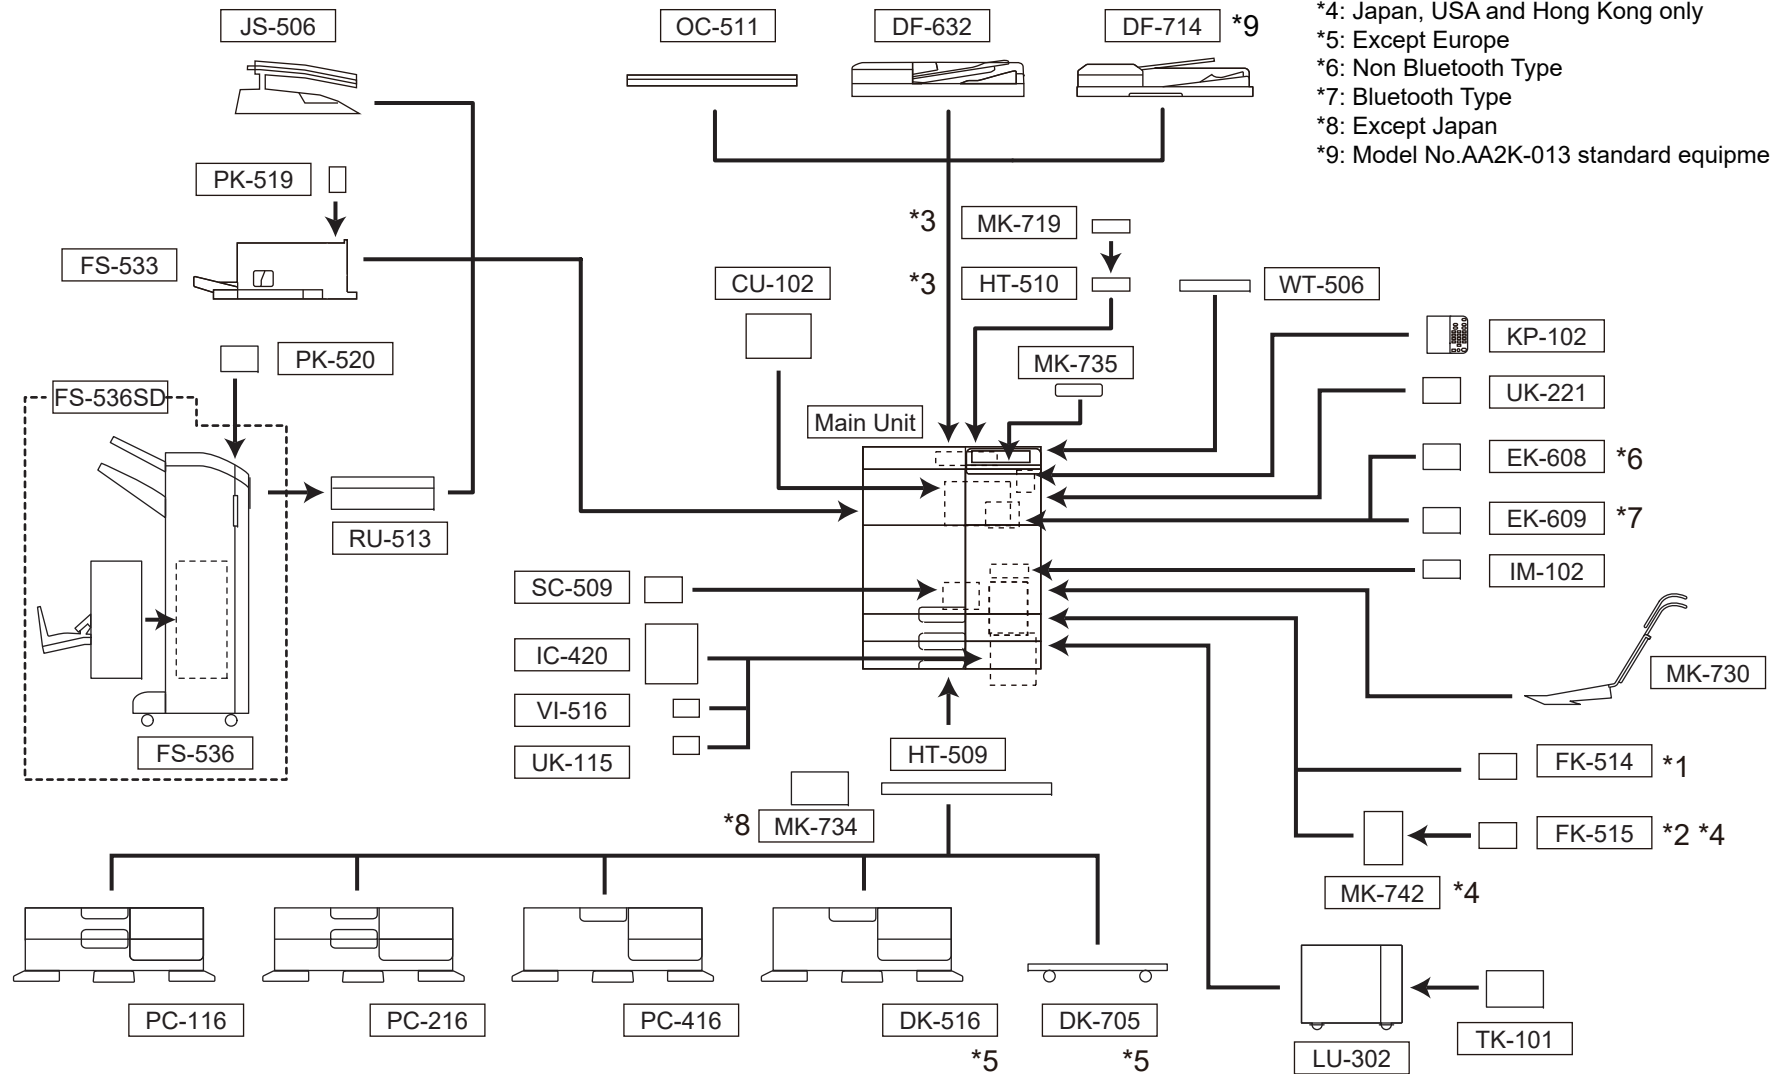 JS-506
OC-511
DF-632
DF-714 *9
*4: Japan, USA and Hong Kong only
*5: Except Europe
*6: Non Bluetooth Type
*7: Bluetooth Type
*8: Except Japan
*9: Model No.AA2K-013 standard equipme
PK-519
FS-533
*3 MK-719
*3 HT-510
CU-102
WT-506
KP-102
PK-520
MK-735
UK-221
FS-536SD
Main Unit
EK-608 *6
EK-609 *7
RU-513
IM-102
SC-509
IC-420
MK-730
VI-516
UK-115
FS-536
HT-509
FK-514 *1
*8 MK-734
FK-515 *2 *4
MK-742 *4
PC-116
PC-216
PC-416
DK-516
DK-705
*5
*5
TK-101
LU-302